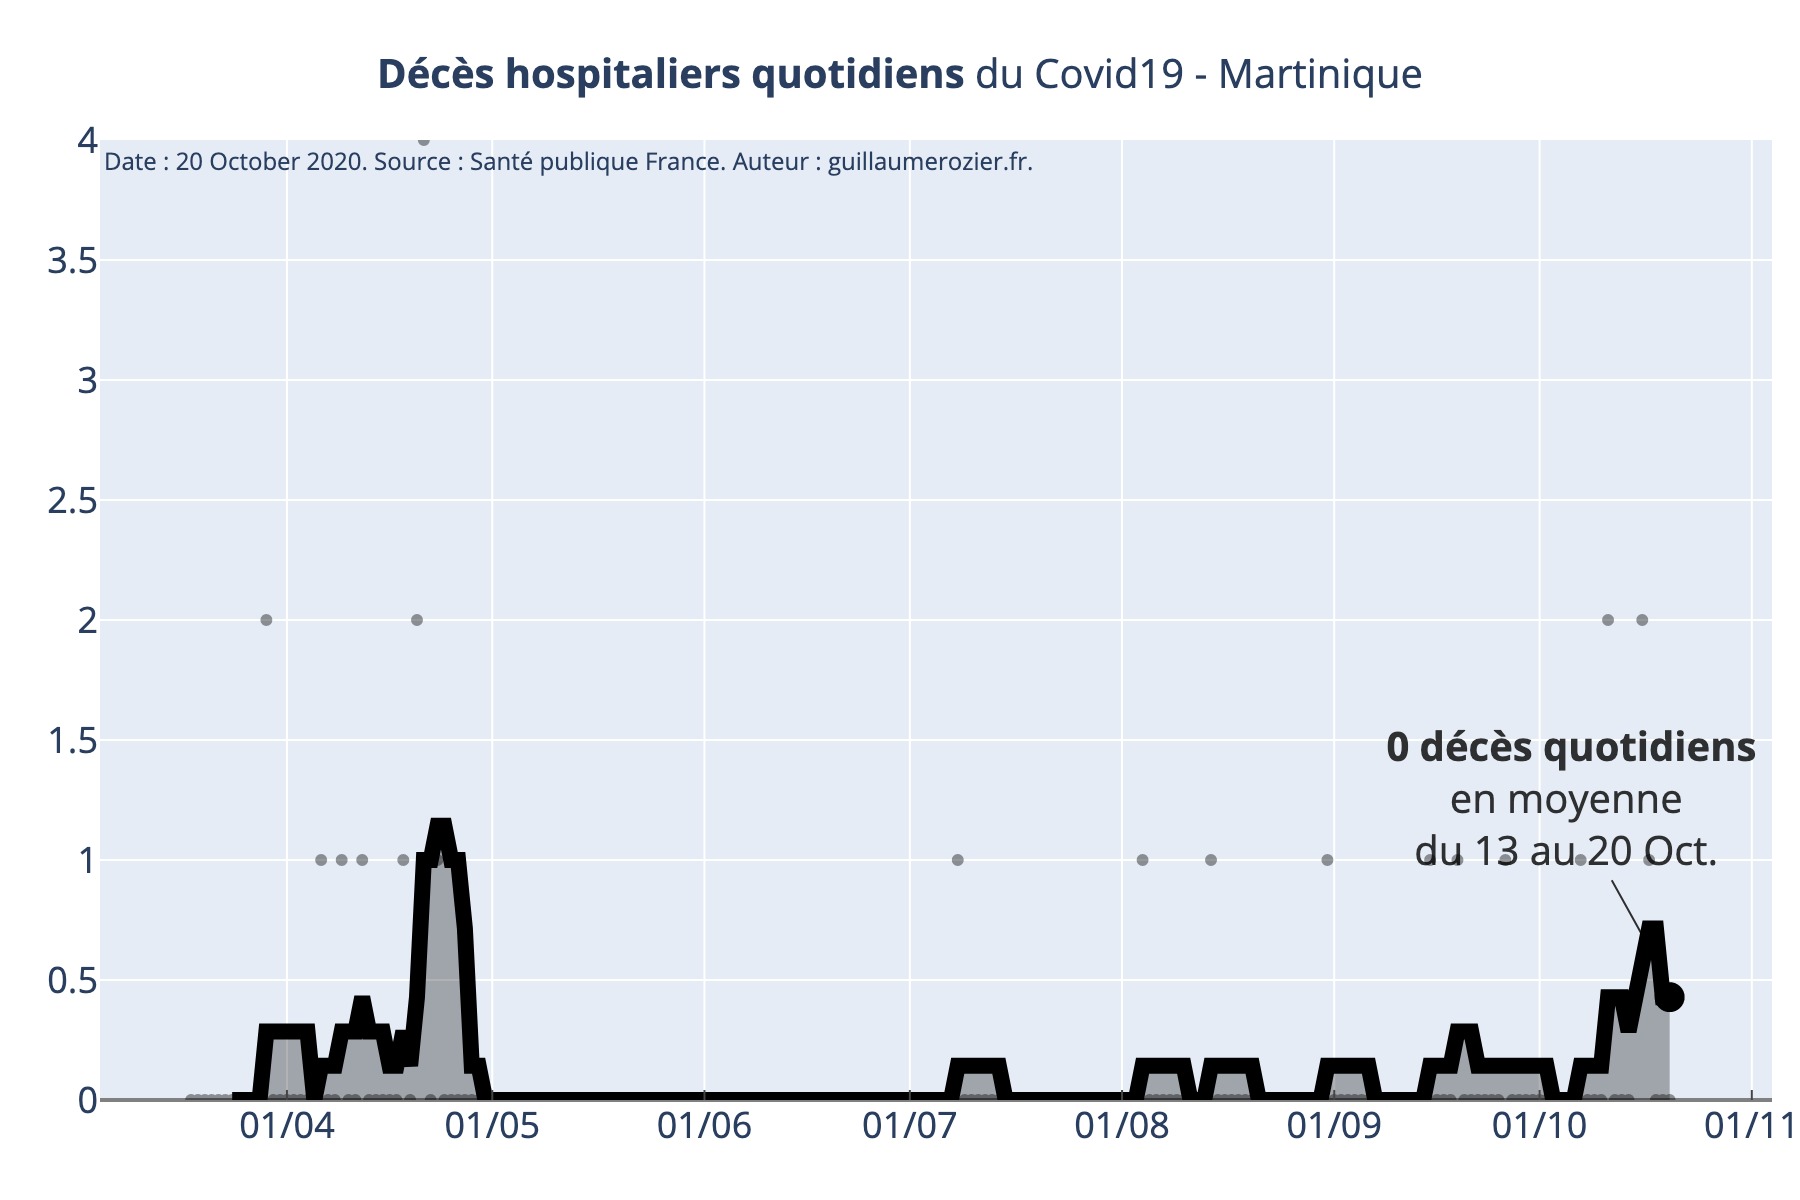 Décès hospitaliers quotidiens du Covid19 - Martinique
4
Date : 20 October 2020. Source : Santé publique France. Auteur : guillaumerozier.fr.
3.5
3
2.5
2
1.5
0 décès quotidiens
en moyenne
du 13 au 20 Oct.
1
0.5
0
01/04 01/05 01/06 01/07 01/08 01/09 01/10 01/11